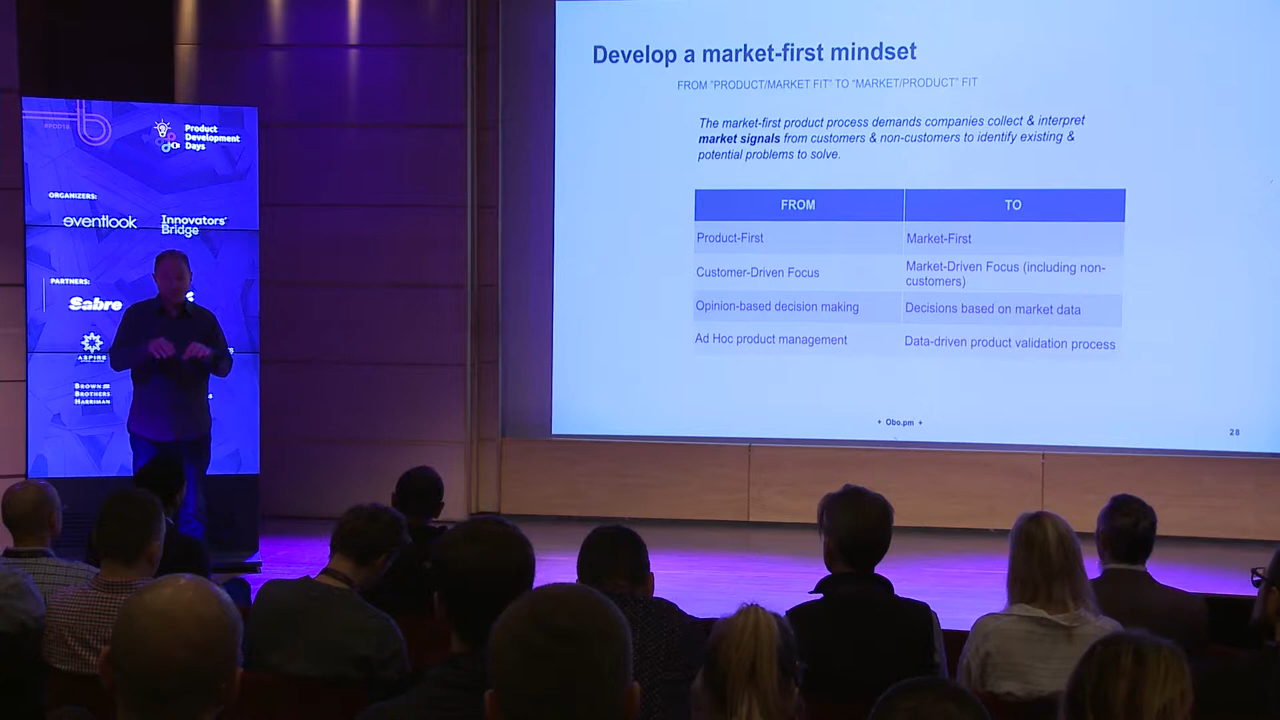 #PDD18
Product
Development
Days
ORGANIZERS:
eventlook
Innovators'
Bridge
PARTNERS:
Sabre
ASPIRE
BROWN
BROTHERS
HARRIMAN
Develop a market-first mindset
FROM "PRODUCT/MARKET FIT" TO "MARKET/PRODUCT" FIT
The market-first product process demands companies collect & interpret
market signals from customers & non-customers to identify existing &
potential problems to solve.
FROM TO
Product-First Market-First
Customer-Driven Focus Market-Driven Focus (including non-
customers)
Opinion-based decision making Decisions based on market data
Ad Hoc product management Data-driven product validation process
+ Obo.pm +
28